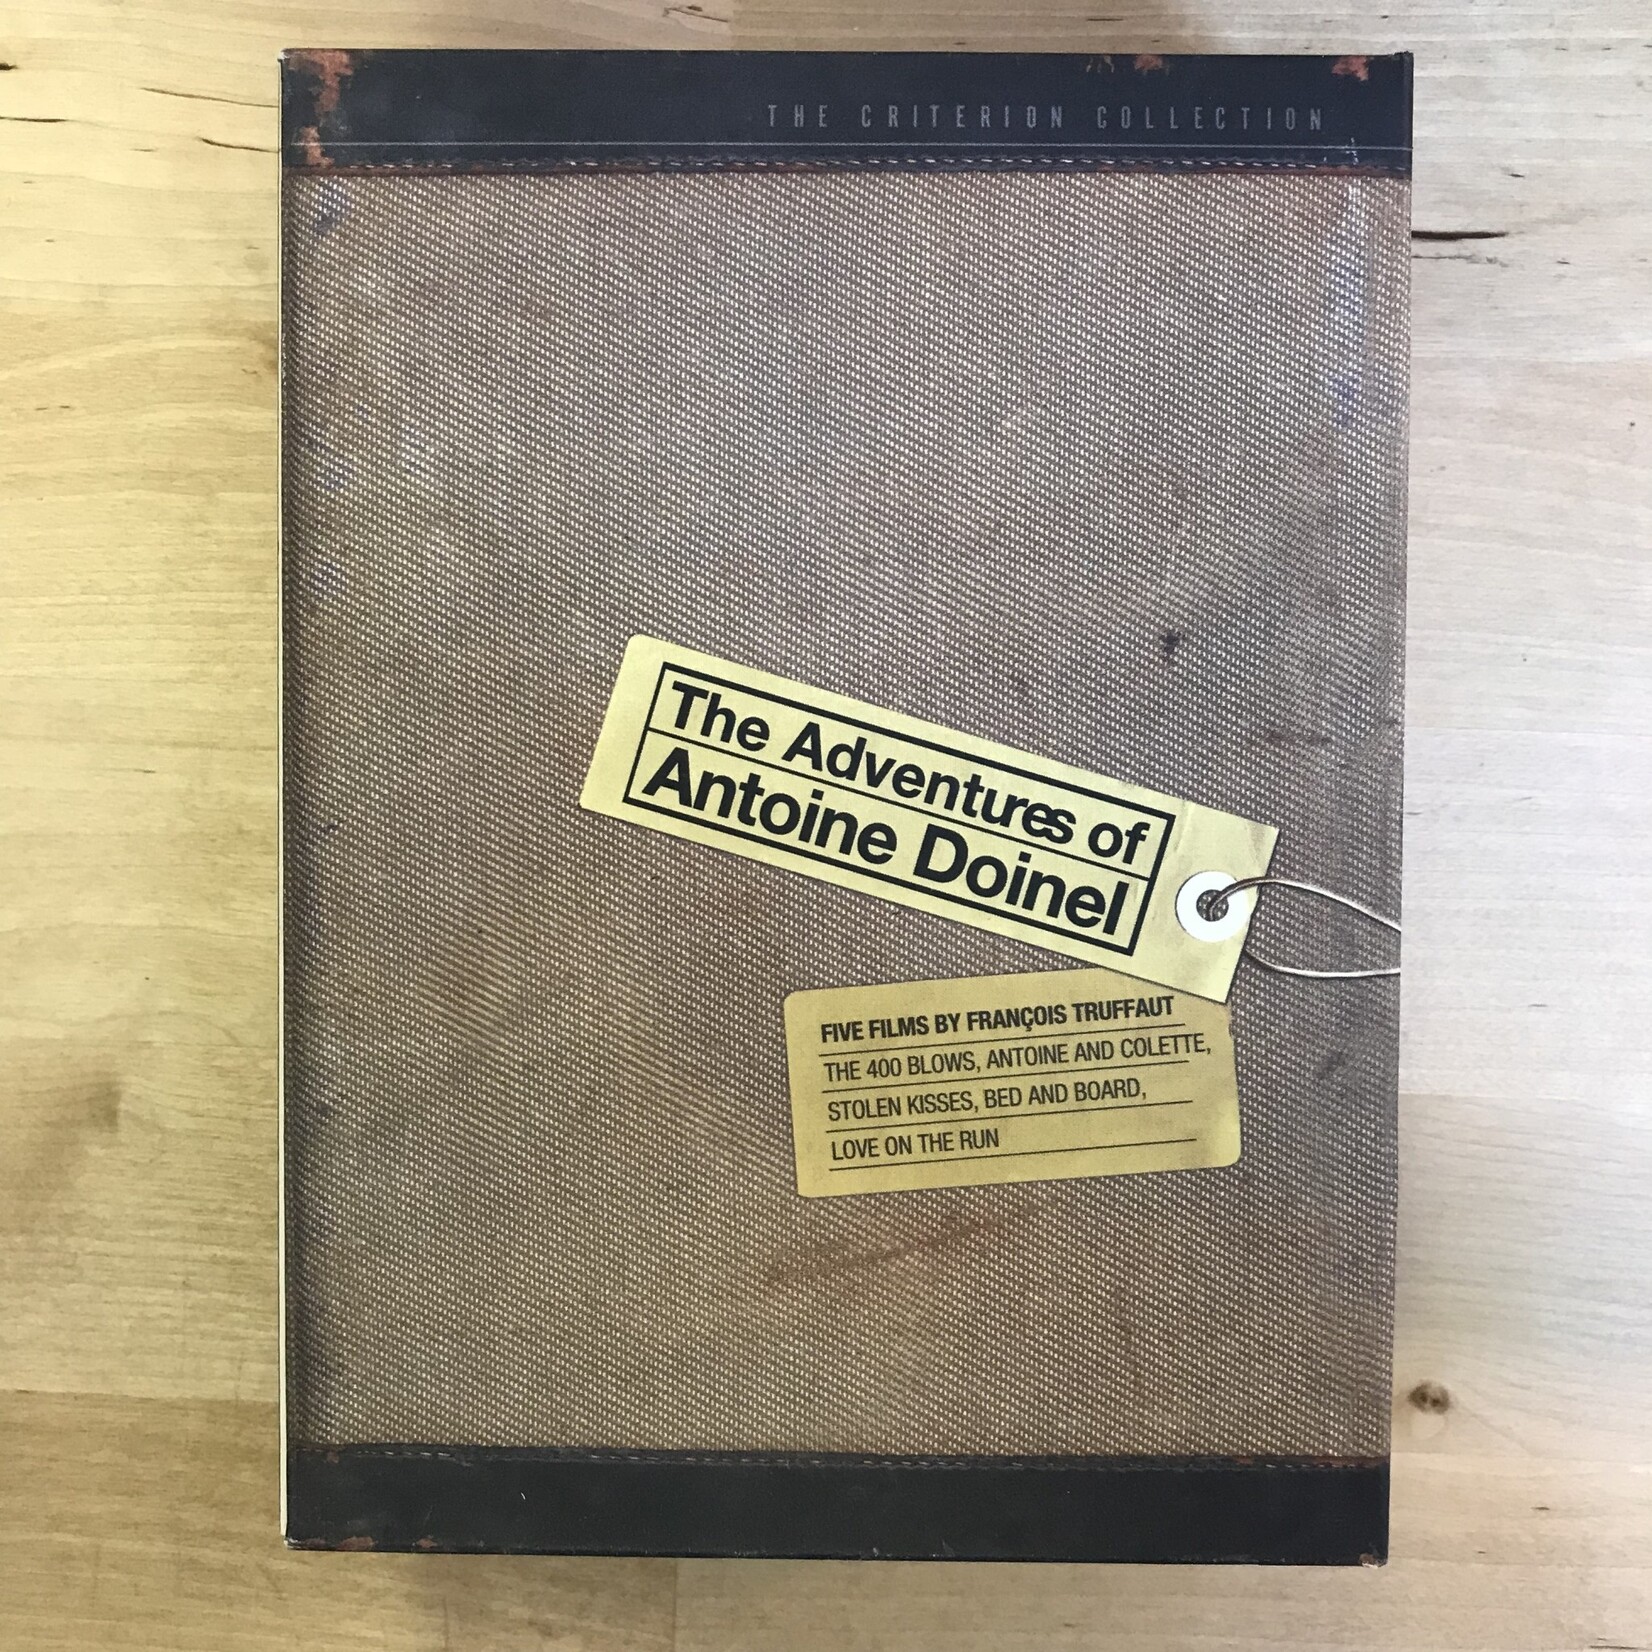 THE CRITERION COLLECTION
The Adventures of
Antoine Doinel
FIVE FILMS BY FRANÇOIS TRUFFAUT
THE 400 BLOWS, ANTOINE AND COLETTE,
STOLEN KISSES, BED AND BOARD,
LOVE ON THE RUN